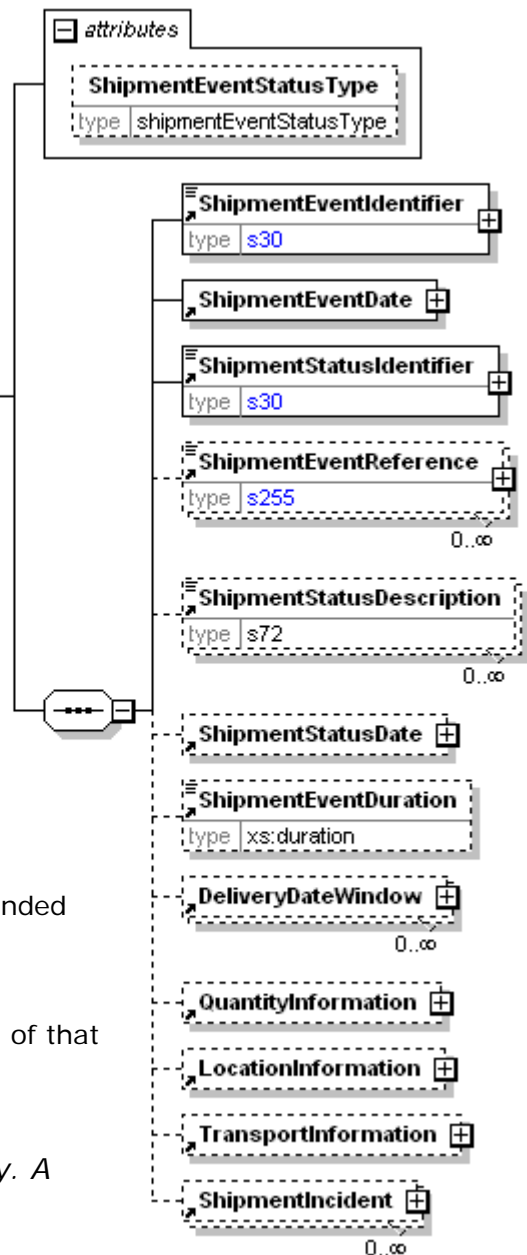 attributes
ShipmentEventStatusType
type shipmentEventStatusType
ShipmentEventIdentifier
type s30
ShipmentEventDate
ShipmentStatusIdentifier
type s30
ShipmentEventReference
type s255
0..∞
ShipmentStatusDescription
type s72
0..∞
ShipmentStatusDate
ShipmentEventDuration
type xs:duration
nded
DeliveryDateWindow
0..∞
QuantityInformation
of that
LocationInformation
TransportInformation
y. A
ShipmentIncident
0..∞